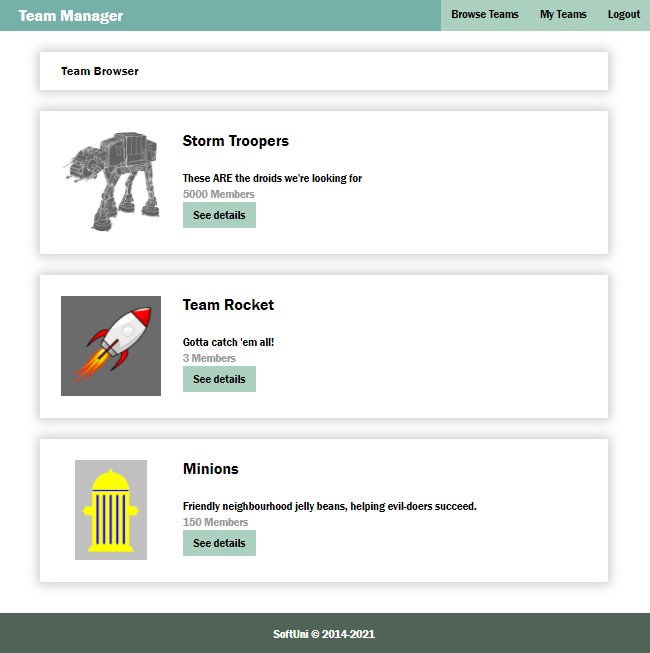 Team Manager
Browse Teams
My Teams
Logout
Team Browser
Storm Troopers
These ARE the droids we're looking for
5000 Members
See details
Team Rocket
Gotta catch 'em all!
3 Members
See details
Minions
Friendly neighbourhood jelly beans, helping evil-doers succeed.
150 Members
See details
SoftUni © 2014-2021